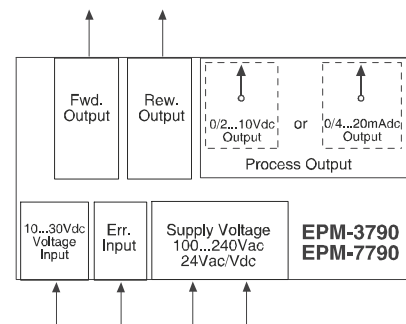 Fwd.
Output
Rew.
Output
0/2...10Vdc
Output
or
0/4...20mAdc
Output
Process Output
10...30Vdc
Voltage
Input
Err.
Input
Supply Voltage
100...240Vac
24Vac/Vdc
EPM-3790
EPM-7790